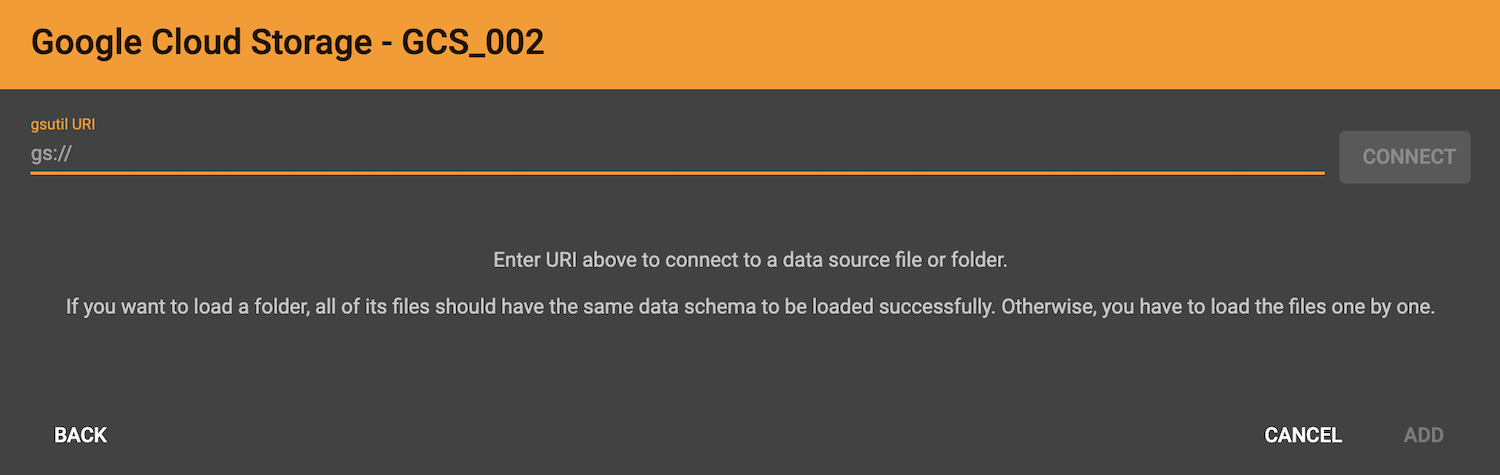 Google Cloud Storage - GCS_002
gsutil URI
gs://
CONNECT
Enter URI above to connect to a data source file or folder.
If you want to load a folder, all of its files should have the same data schema to be loaded successfully. Otherwise, you have to load the files one by one.
BACK
CANCEL
ADD